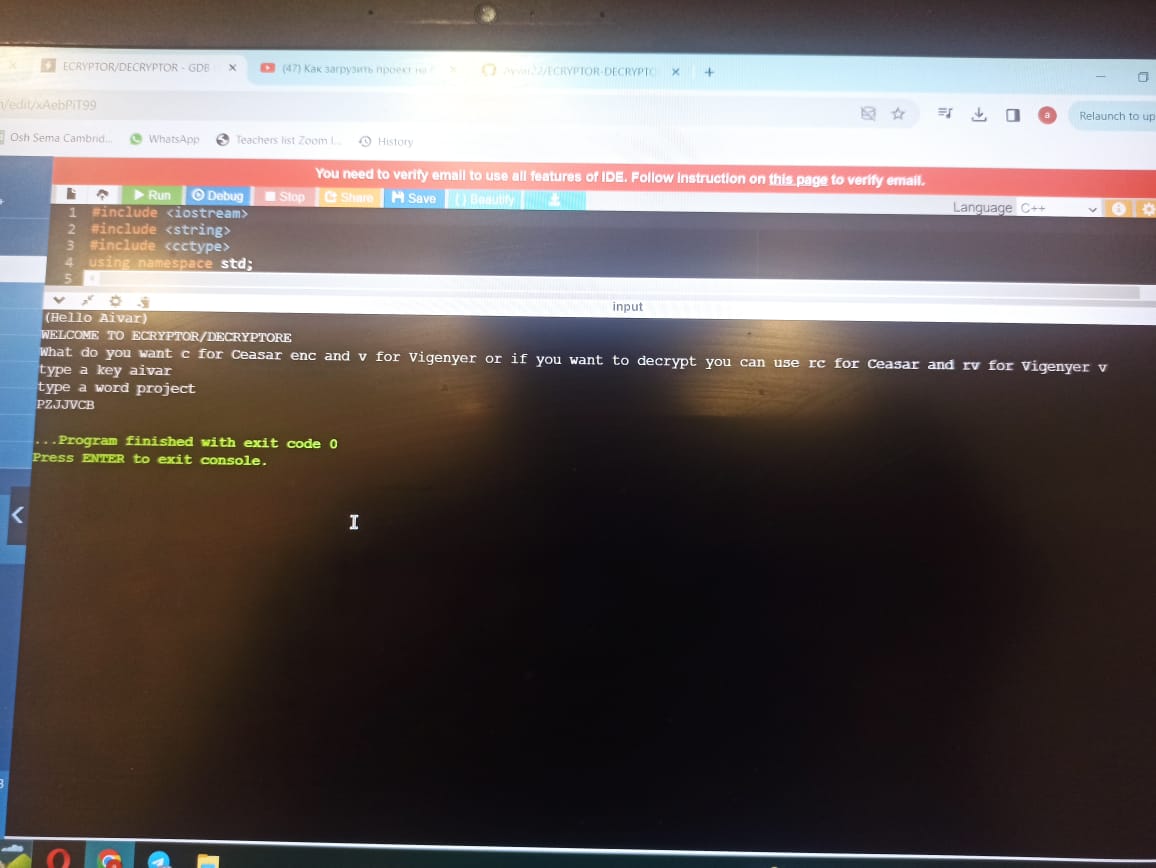 ECRYPTOR/DECRYPTOR - GDB
(47) Как загрузить проект на
/ECRYPTOR-DECRYPTO
/edit/xAebPiT99
a
Relaunch to up
Osh Sema Cambrid...
WhatsApp
Teachers list Zoom l...
History
You need to verify email to use all features of IDE. Follow instruction on this page to verify email.
Run
Debug
Stop
Share
Save
{ } Beautify
Language C++
1 #include <iostream>
2 #include <string>
3 #include <cctype>
4 using namespace std;
5
input
(Hello Aivar)
WELCOME TO ECRYPTOR/DECRYPTORE
What do you want c for Ceasar enc and v for Vigenyer or if you want to decrypt you can use rc for Ceasar and rv for Vigenyer v
type a key aivar
type a word project
PZJJVCB
...Program finished with exit code 0
Press ENTER to exit console.